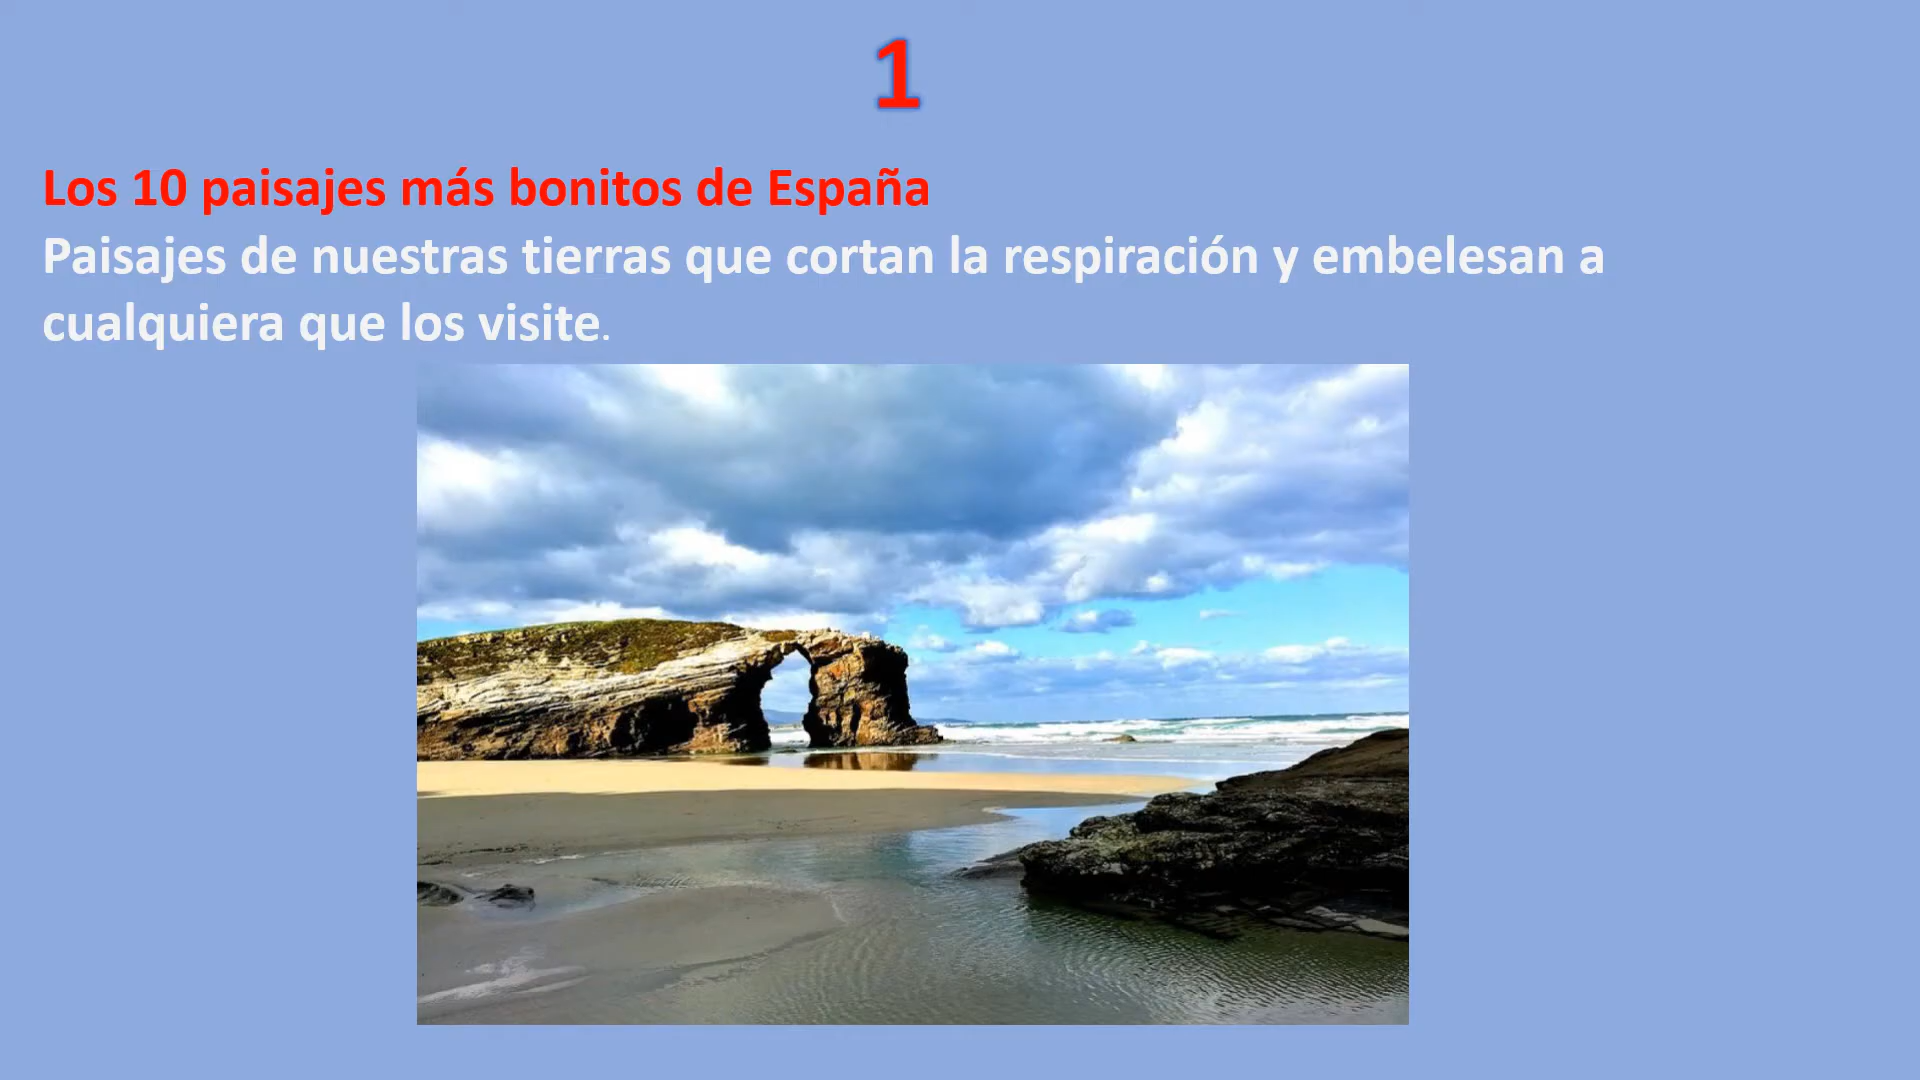 1
Los 10 paisajes más bonitos de España
Paisajes de nuestras tierras que cortan la respiración y embelesan a
cualquiera que los visite.